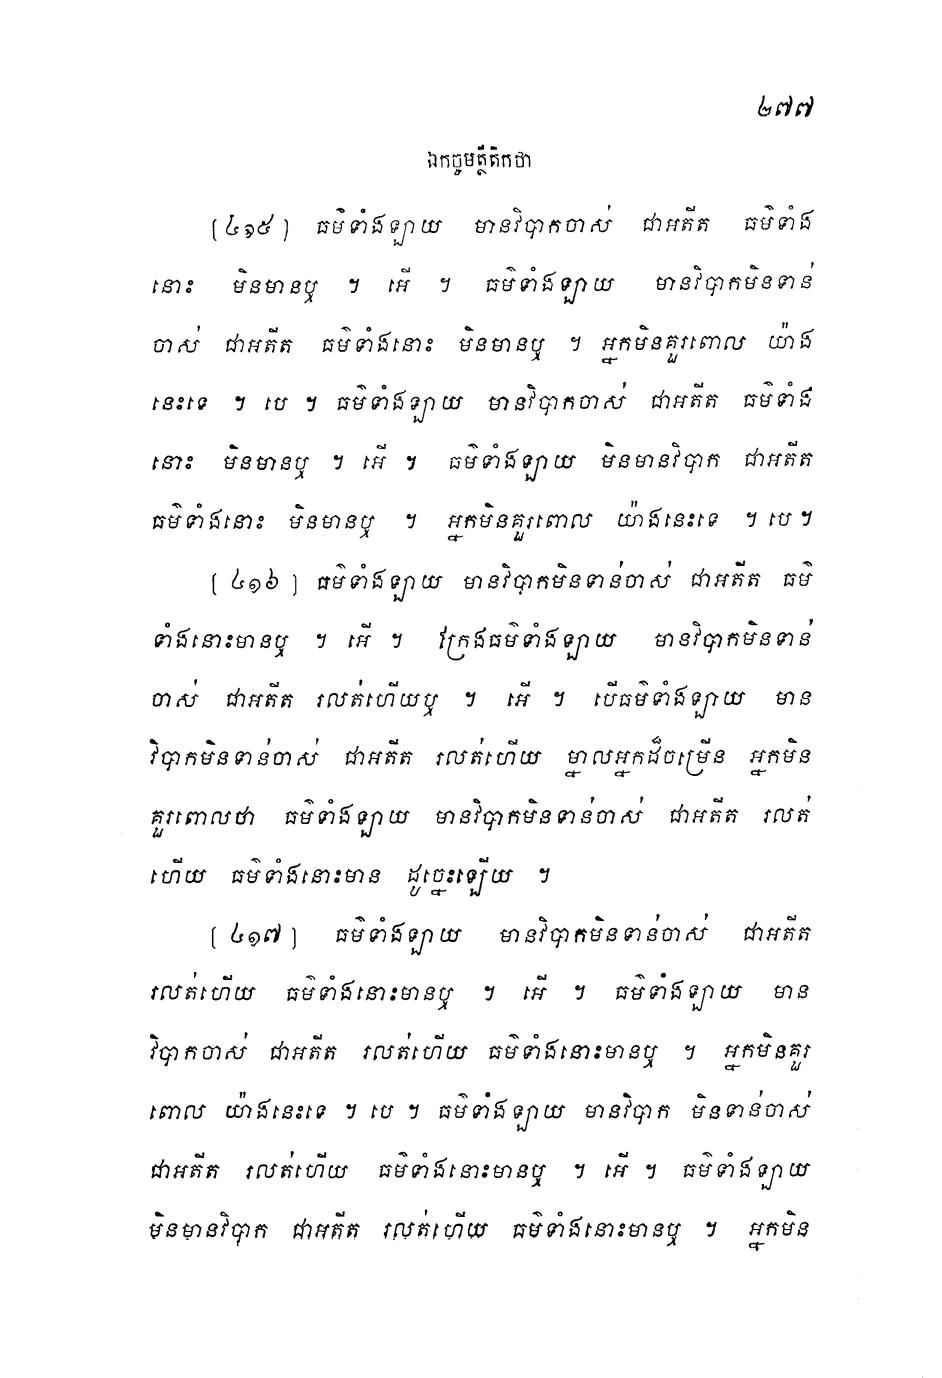 ២៧៧
ឯកច្ចមត្ថីតិកថា
(៤១៥) ធម៌ទាំងឡាយ មានវិបាកចាស់ ជាអតីត ធម៌ទាំង
នោះ មិនមានឬ ។ អើ ។ ធម៌ទាំងឡាយ មានវិបាកមិនទាន់
ចាស់ ជាអតីត ធម៌ទាំងនោះ មិនមានឬ ។ អ្នកមិនគួរពោល យ៉ាង
នេះទេ ។ បេ ។ ធម៌ទាំងឡាយ មានវិបាកចាស់ ជាអតីត ធម៌ទាំង
នោះ មិនមានឬ ។ អើ ។ ធម៌ទាំងឡាយ មិនមានវិបាក ជាអតីត
ធម៌ទាំងនោះ មិនមានឬ ។ អ្នកមិនគួរពោល យ៉ាងនេះទេ ។ បេ ។
(៤១៦) ធម៌ទាំងឡាយ មានវិបាកមិនទាន់ចាស់ ជាអតីត ធម៌
ទាំងនោះមានឬ ។ អើ ។ ក្រែងធម៌ទាំងឡាយ មានវិបាកមិនទាន់
ចាស់ ជាអតីត រលត់ហើយឬ ។ អើ ។ បើធម៌ទាំងឡាយ មាន
វិបាកមិនទាន់ចាស់ ជាអតីត រលត់ហើយ ម្នាលអ្នកដ៏ចម្រើន អ្នកមិន
គួរពោលថា ធម៌ទាំងឡាយ មានវិបាកមិនទាន់ចាស់ ជាអតីត រលត់
ហើយ ធម៌ទាំងនោះមាន ដូច្នេះឡើយ ។
(៤១៧) ធម៌ទាំងឡាយ មានវិបាកមិនទាន់ចាស់ ជាអតីត
រលត់ហើយ ធម៌ទាំងនោះមានឬ ។ អើ ។ ធម៌ទាំងឡាយ មាន
វិបាកចាស់ ជាអតីត រលត់ហើយ ធម៌ទាំងនោះមានឬ ។ អ្នកមិនគួរ
ពោល យ៉ាងនេះទេ ។ បេ ។ ធម៌ទាំងឡាយ មានវិបាក មិនទាន់ចាស់
ជាអតីត រលត់ហើយ ធម៌ទាំងនោះមានឬ ។ អើ ។ ធម៌ទាំងឡាយ
មិនមានវិបាក ជាអតីត រលត់ហើយ ធម៌ទាំងនោះមានឬ ។ អ្នកមិន